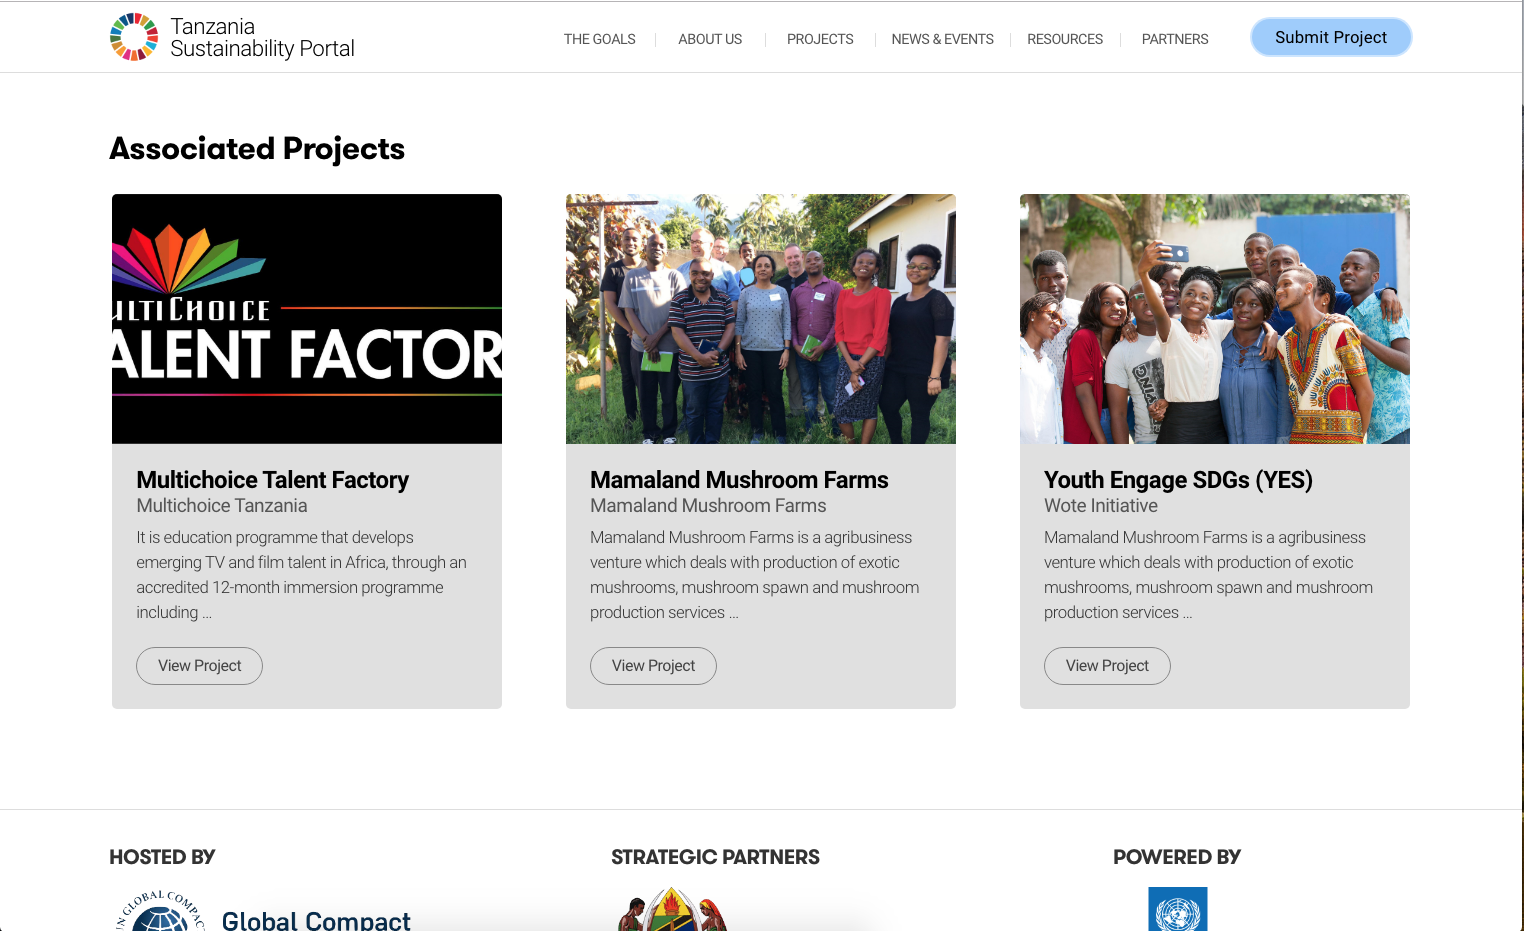 Tanzania
Sustainability Portal
THE GOALS
ABOUT US
PROJECTS
NEWS & EVENTS
RESOURCES
PARTNERS
Submit Project
Associated Projects
ULTICHOICE
ALENT FACTOR
Multichoice Talent Factory
Multichoice Tanzania
It is education programme that develops
emerging TV and film talent in Africa, through an
accredited 12-month immersion programme
including ...
View Project
Mamaland Mushroom Farms
Mamaland Mushroom Farms
Mamaland Mushroom Farms is a agribusiness
venture which deals with production of exotic
mushrooms, mushroom spawn and mushroom
production services ...
View Project
Youth Engage SDGs (YES)
Wote Initiative
Mamaland Mushroom Farms is a agribusiness
venture which deals with production of exotic
mushrooms, mushroom spawn and mushroom
production services ...
View Project
HOSTED BY
STRATEGIC PARTNERS
POWERED BY
UN GLOBAL COMPACT
Global Compact